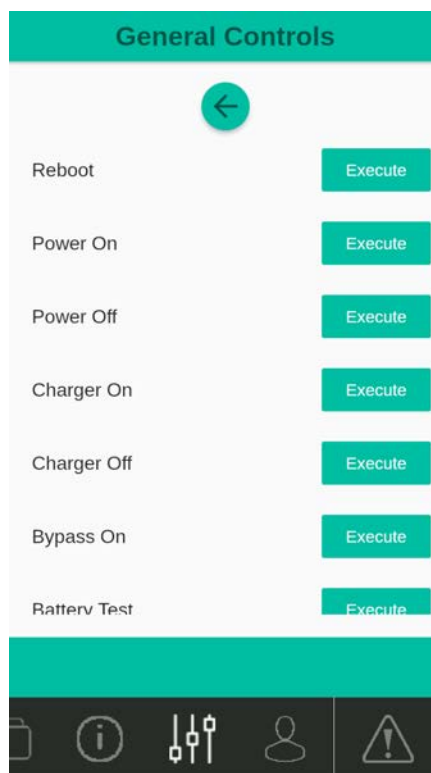 General Controls
Reboot Execute
Power On Execute
Power Off Execute
Charger On Execute
Charger Off Execute
Bypass On Execute
Battery Test Execute